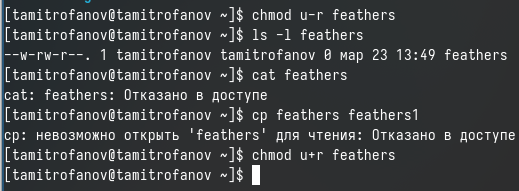 [tamitrofanov@tamitrofanov ~]$ chmod u-r feathers
[tamitrofanov@tamitrofanov ~]$ ls -l feathers
--w-rw-r--. 1 tamitrofanov tamitrofanov 0 мар 23 13:49 feathers
[tamitrofanov@tamitrofanov ~]$ cat feathers
cat: feathers: Отказано в доступе
[tamitrofanov@tamitrofanov ~]$ cp feathers feathers1
cp: невозможно открыть 'feathers' для чтения: Отказано в доступе
[tamitrofanov@tamitrofanov ~]$ chmod u+r feathers
[tamitrofanov@tamitrofanov ~]$